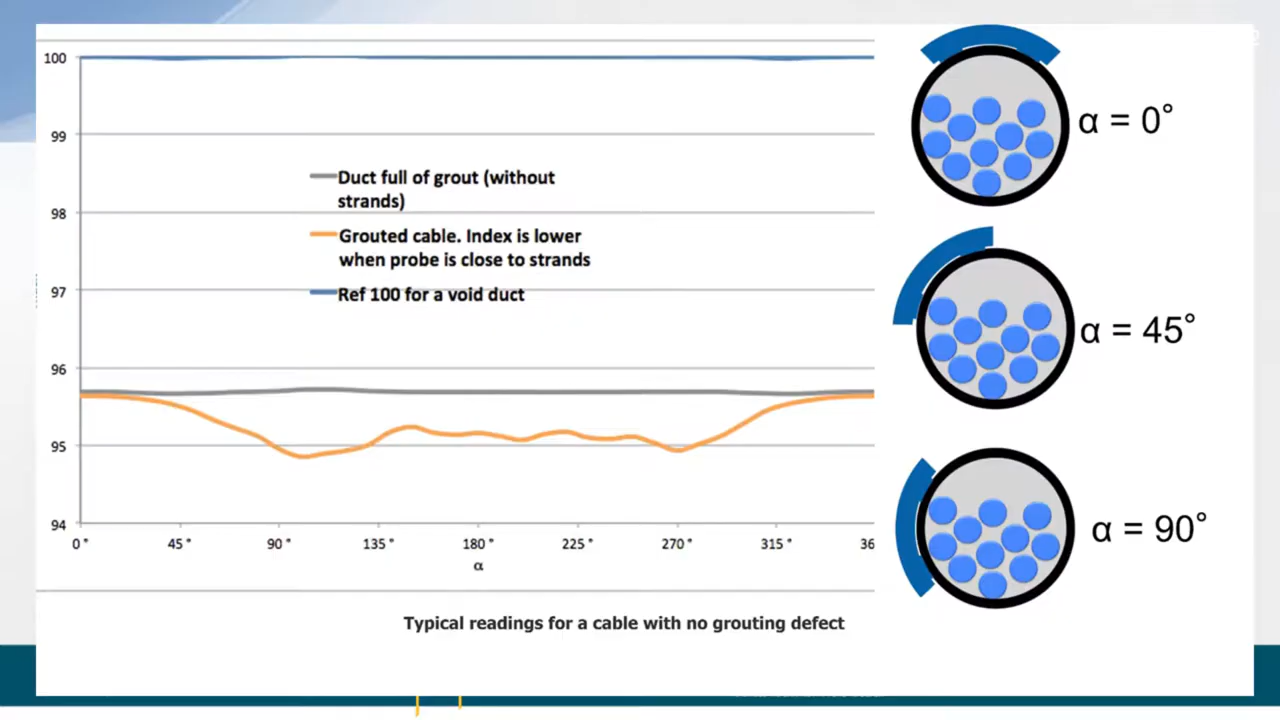 100
99
98
97
96
95
94
Duct full of grout (without
strands)
Grouted cable. Index is lower
when probe is close to strands
Ref 100 for a void duct
0° 45° 90° 135° 180° 225° 270° 315° 36
α
Typical readings for a cable with no grouting defect
α = 0°
α = 45°
α = 90°
2